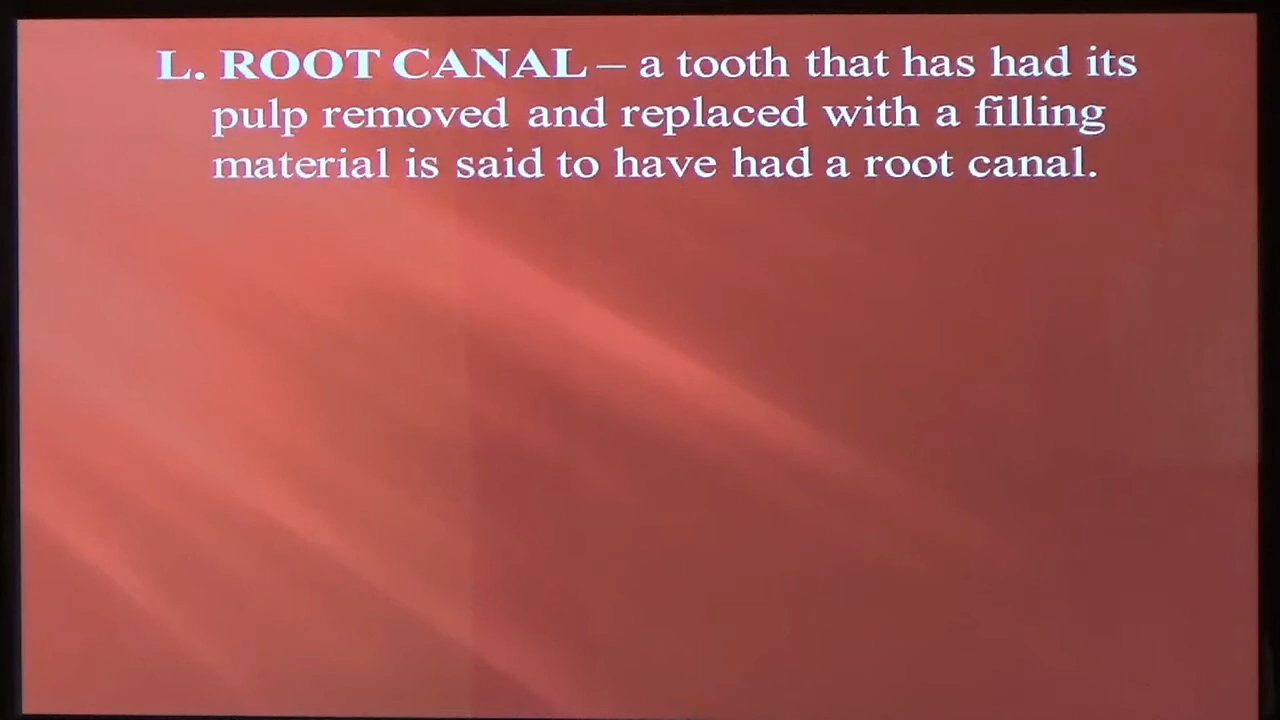 L. ROOT CANAL – a tooth that has had its
pulp removed and replaced with a filling
material is said to have had a root canal.